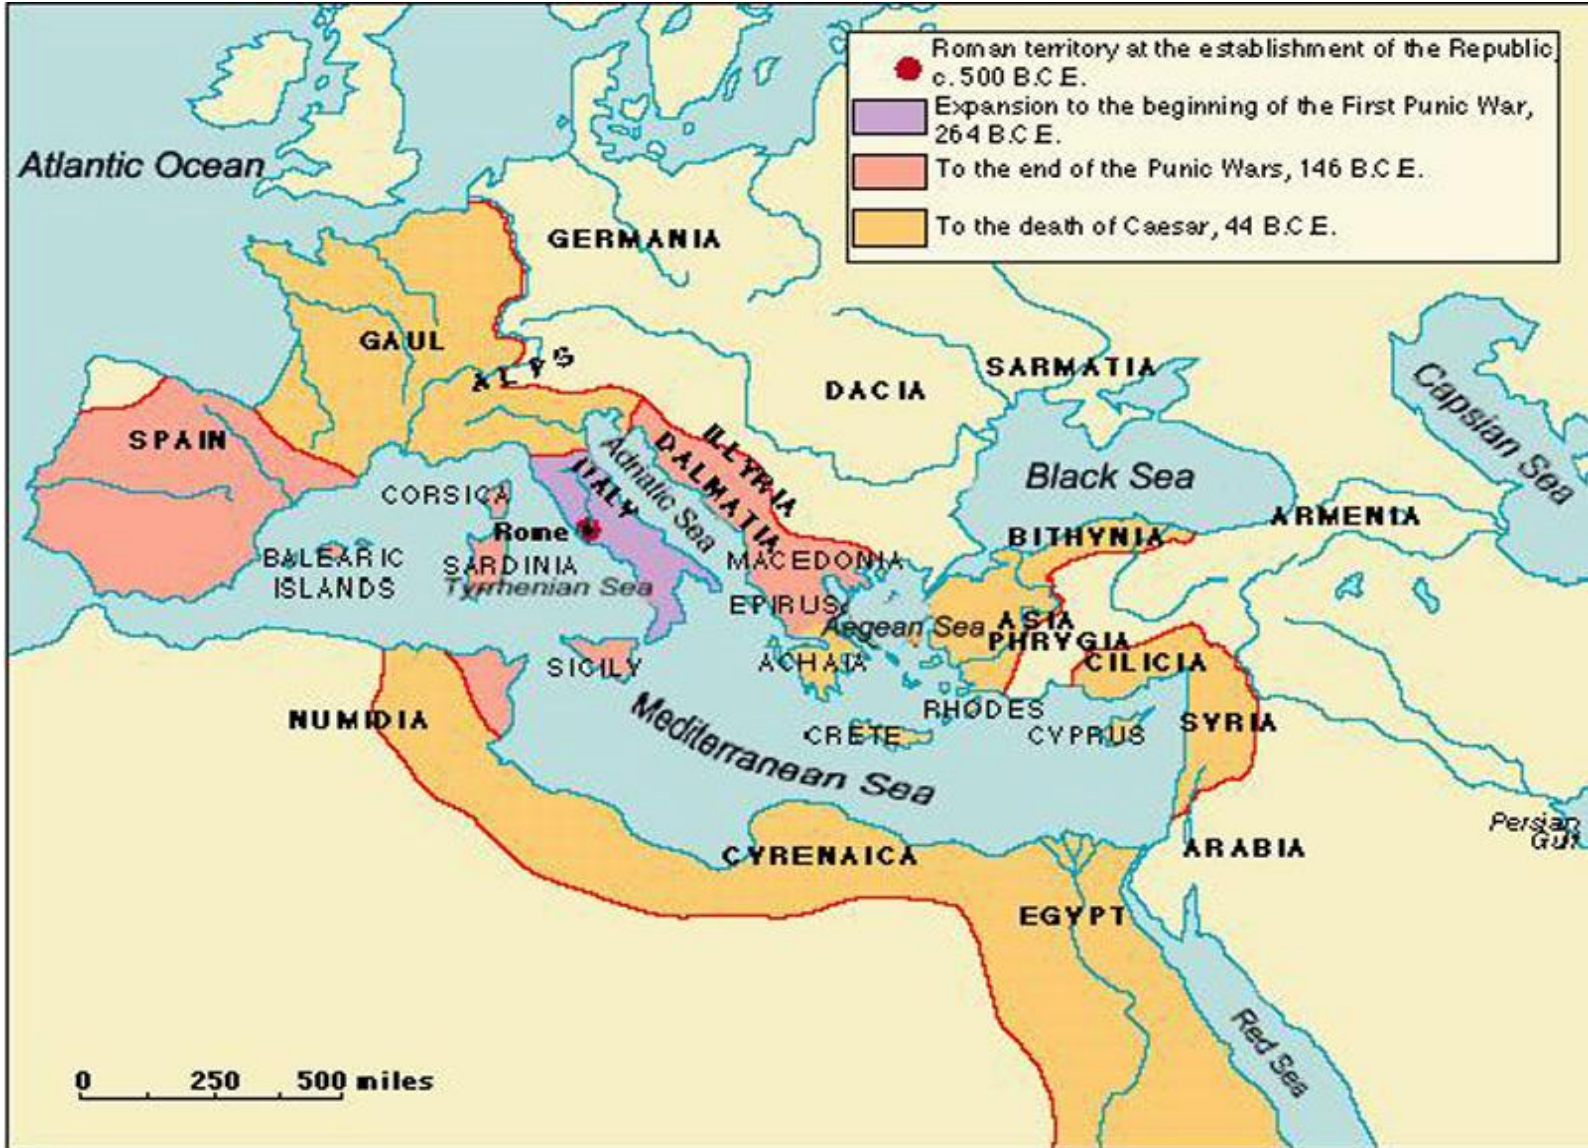 Roman territory at the establishment of the Republic,
c. 500 B.C.E.
Expansion to the beginning of the First Punic War,
264 B.C.E.
To the end of the Punic Wars, 146 B.C.E.
To the death of Caesar, 44 B.C.E.
Atlantic Ocean
GERMANIA
GAUL
ALPS
SARMATIA
DACIA
Capsian Sea
SPAIN
ILLYRIA
DALMATIA
ITALY
Adriatic Sea
Black Sea
CORSICA
Rome
ARMENIA
BITHYNIA
BALEARIC
ISLANDS
SARDINIA
Tyrrhenian Sea
MACEDONIA
EPIRUS
Aegean Sea
ASIA
PHRYGIA
CILICIA
SICILY
ACHAIA
NUMIDIA
Mediterranean Sea
RHODES
CRETE
CYPRUS
SYRIA
Persian
Gulf
CYRENAICA
ARABIA
EGYPT
Red Sea
0 250 500 miles